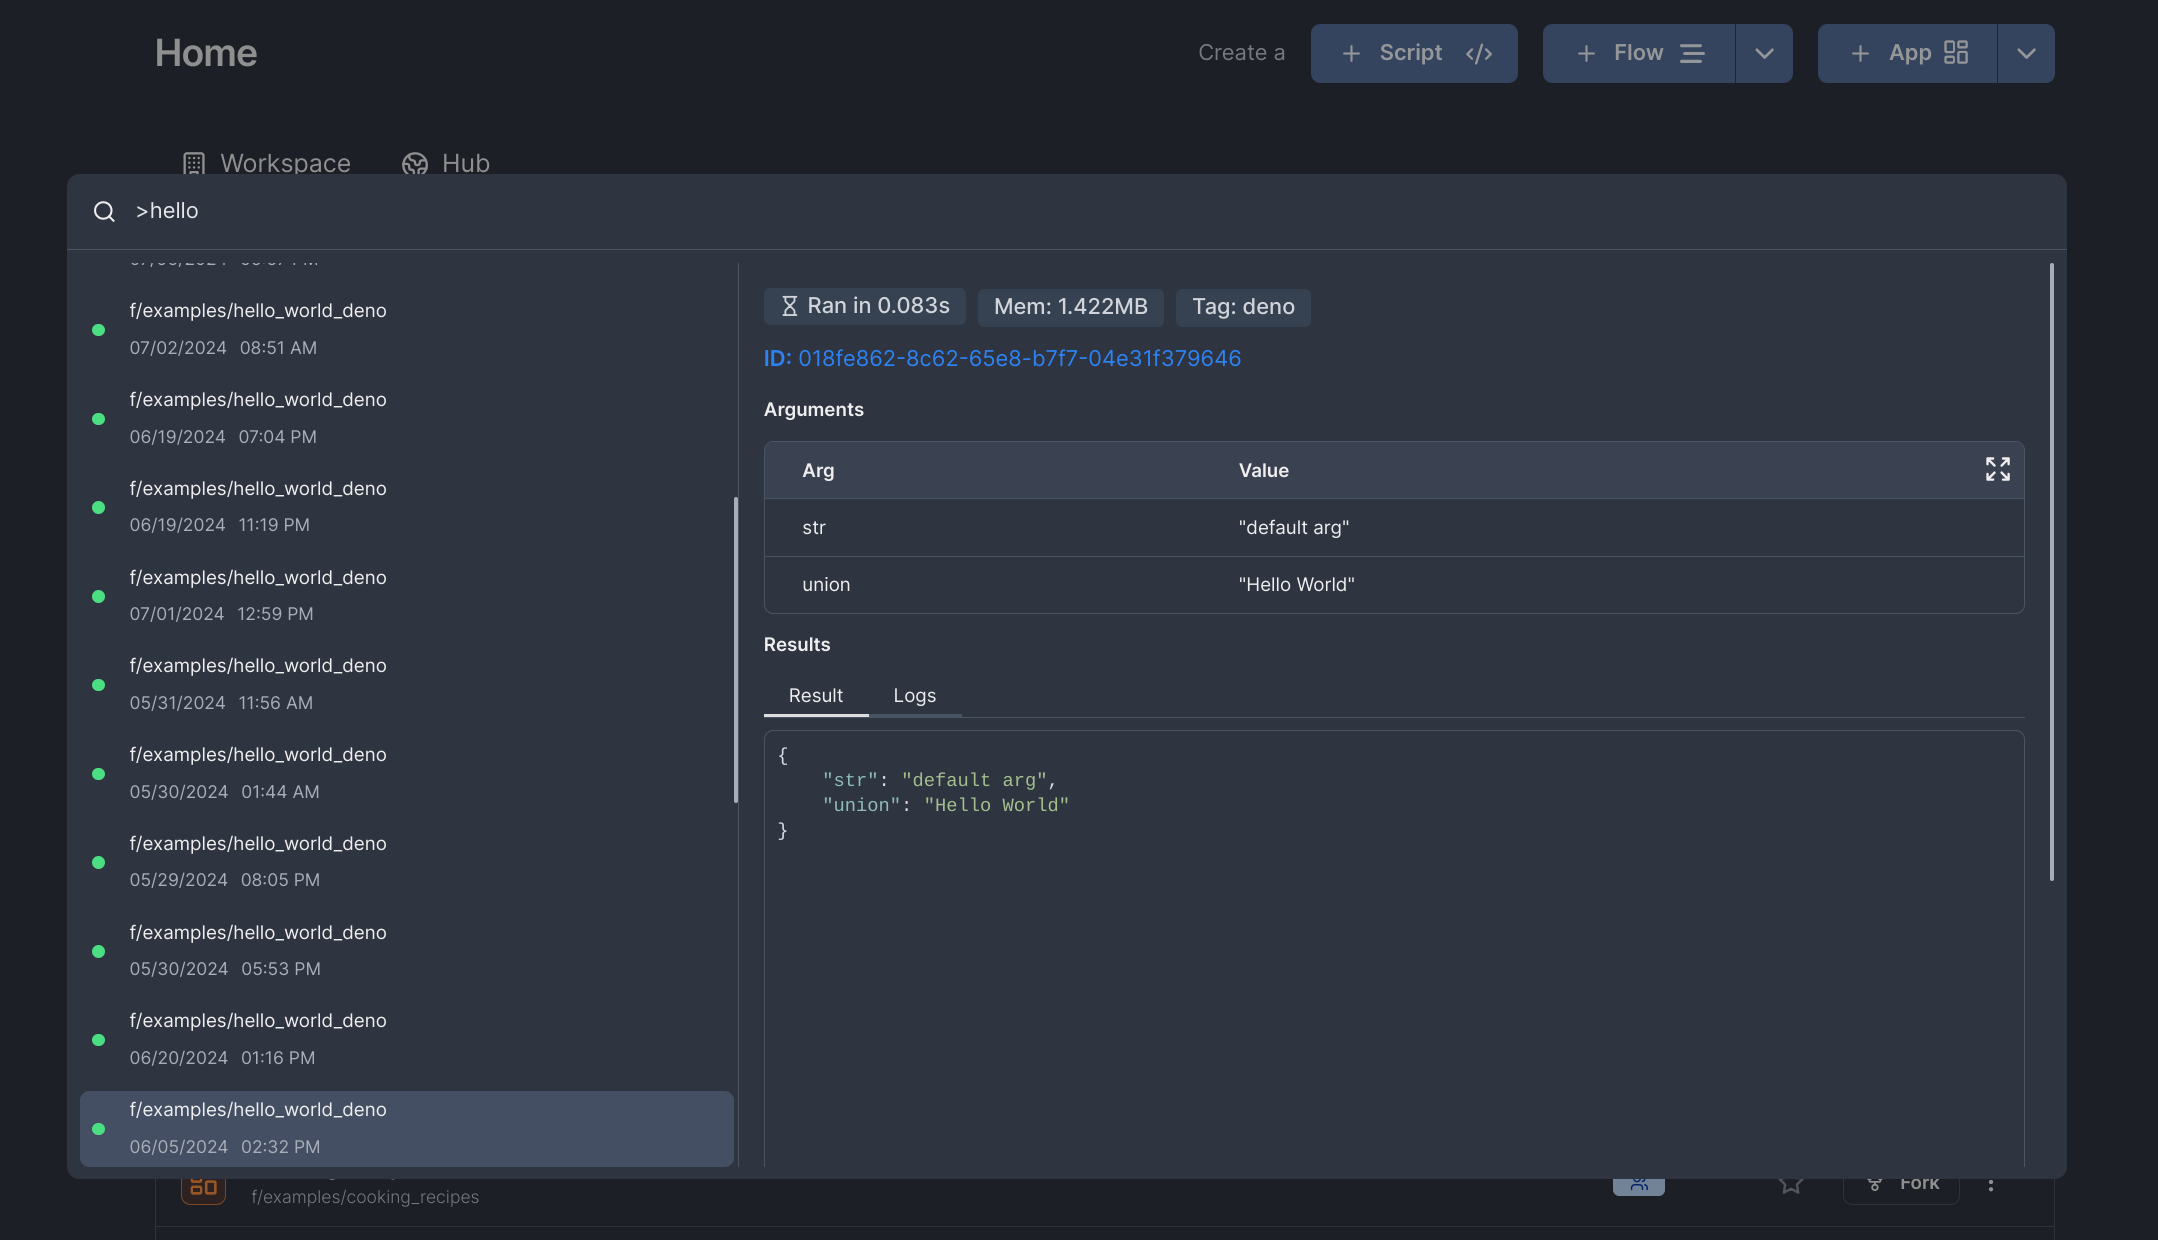 Home
Create a
+ Script </>
+ Flow
+ App
Workspace
Hub
>hello
f/examples/hello_world_deno
07/02/2024 08:51 AM
f/examples/hello_world_deno
06/19/2024 07:04 PM
f/examples/hello_world_deno
06/19/2024 11:19 PM
f/examples/hello_world_deno
07/01/2024 12:59 PM
f/examples/hello_world_deno
05/31/2024 11:56 AM
f/examples/hello_world_deno
05/30/2024 01:44 AM
f/examples/hello_world_deno
05/29/2024 08:05 PM
f/examples/hello_world_deno
05/30/2024 05:53 PM
f/examples/hello_world_deno
06/20/2024 01:16 PM
f/examples/hello_world_deno
06/05/2024 02:32 PM
Ran in 0.083s
Mem: 1.422MB
Tag: deno
ID: 018fe862-8c62-65e8-b7f7-04e31f379646
Arguments
Arg Value
str "default arg"
union "Hello World"
Results
Result Logs
{
"str": "default arg",
"union": "Hello World"
}
f/examples/cooking_recipes
Fork